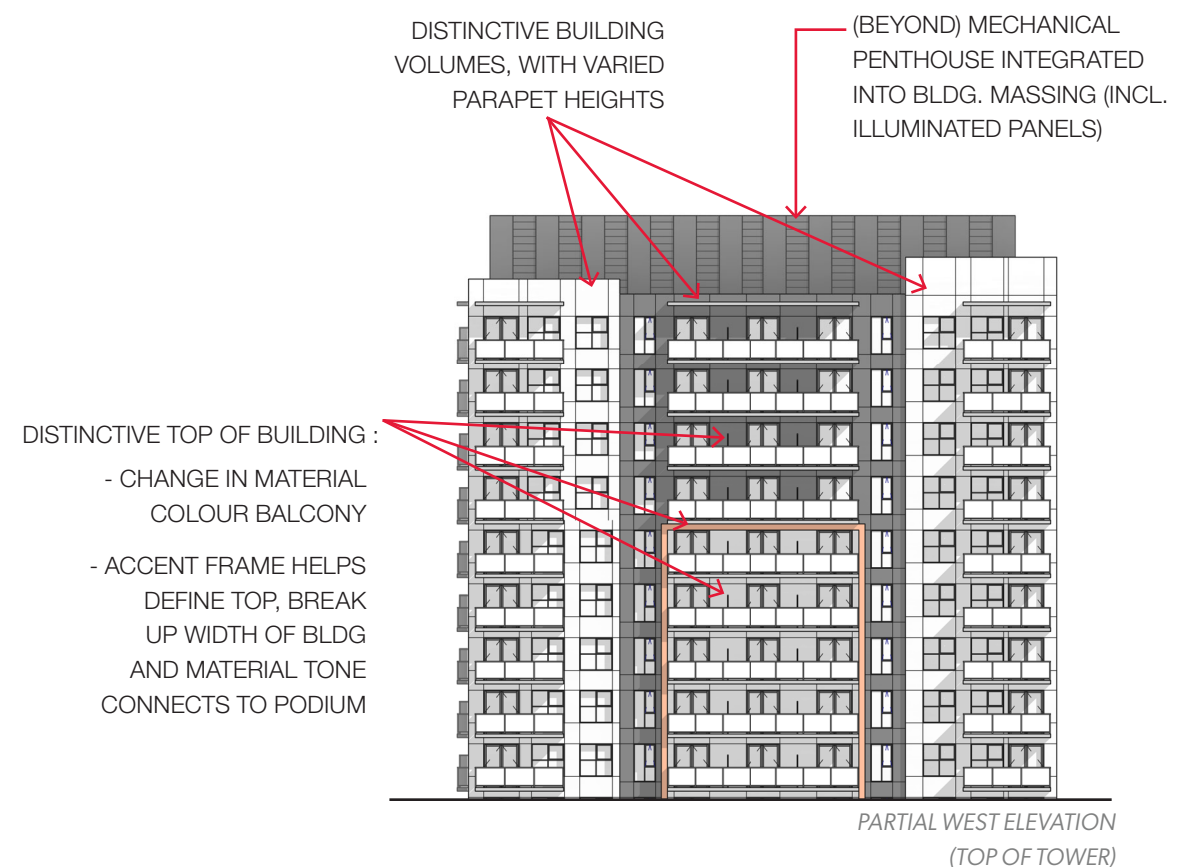 DISTINCTIVE BUILDING
VOLUMES, WITH VARIED
PARAPET HEIGHTS
(BEYOND) MECHANICAL
PENTHOUSE INTEGRATED
INTO BLDG. MASSING (INCL.
ILLUMINATED PANELS)
DISTINCTIVE TOP OF BUILDING :
- CHANGE IN MATERIAL
COLOUR BALCONY
- ACCENT FRAME HELPS
DEFINE TOP, BREAK
UP WIDTH OF BLDG
AND MATERIAL TONE
CONNECTS TO PODIUM
PARTIAL WEST ELEVATION
(TOP OF TOWER)